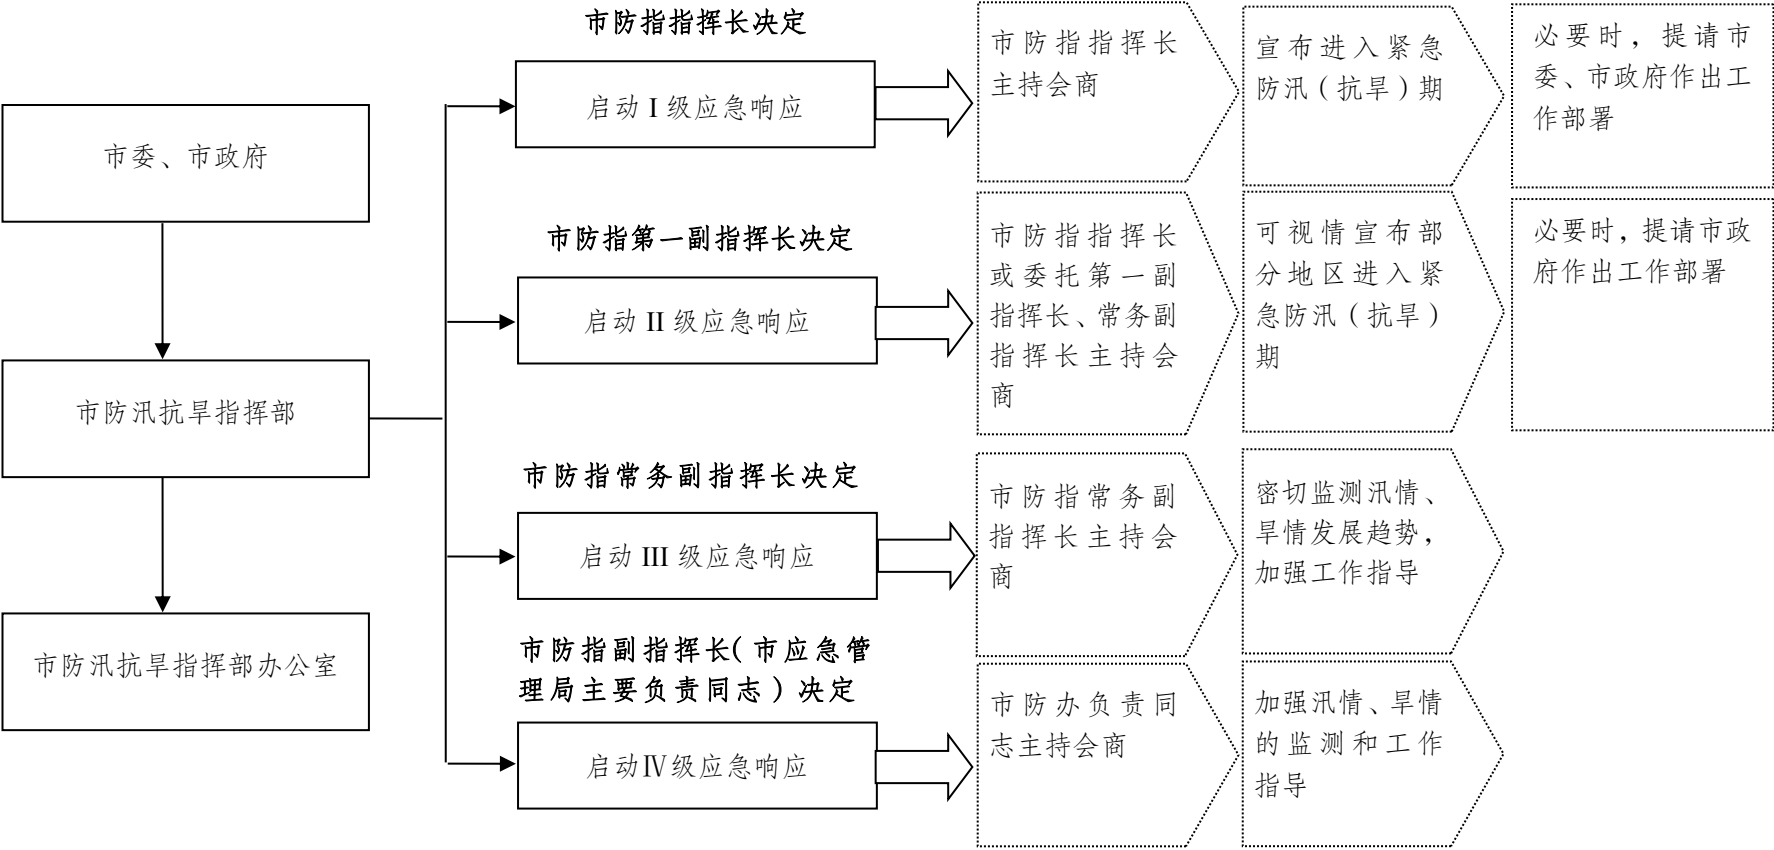 市委、市政府
市防汛抗旱指挥部
市防汛抗旱指挥部办公室
市防指指挥长决定
启动 I 级应急响应
市防指指挥长
主持会商
宣布进入紧急
防汛（抗旱）期
必要时，提请市
委、市政府作出工
作部署
市防指第一副指挥长决定
启动 II 级应急响应
市防指指挥长
或委托第一副
指挥长、常务副
指挥长主持会
商
可视情宣布部
分地区进入紧
急防汛（抗旱）
期
必要时，提请市政
府作出工作部署
市防指常务副指挥长决定
启动 III 级应急响应
市防指常务副
指挥长主持会
商
密切监测汛情、
旱情发展趋势，
加强工作指导
市防指副指挥长（市应急管
理局主要负责同志）决定
启动Ⅳ级应急响应
市防办负责同
志主持会商
加强汛情、旱情
的监测和工作
指导